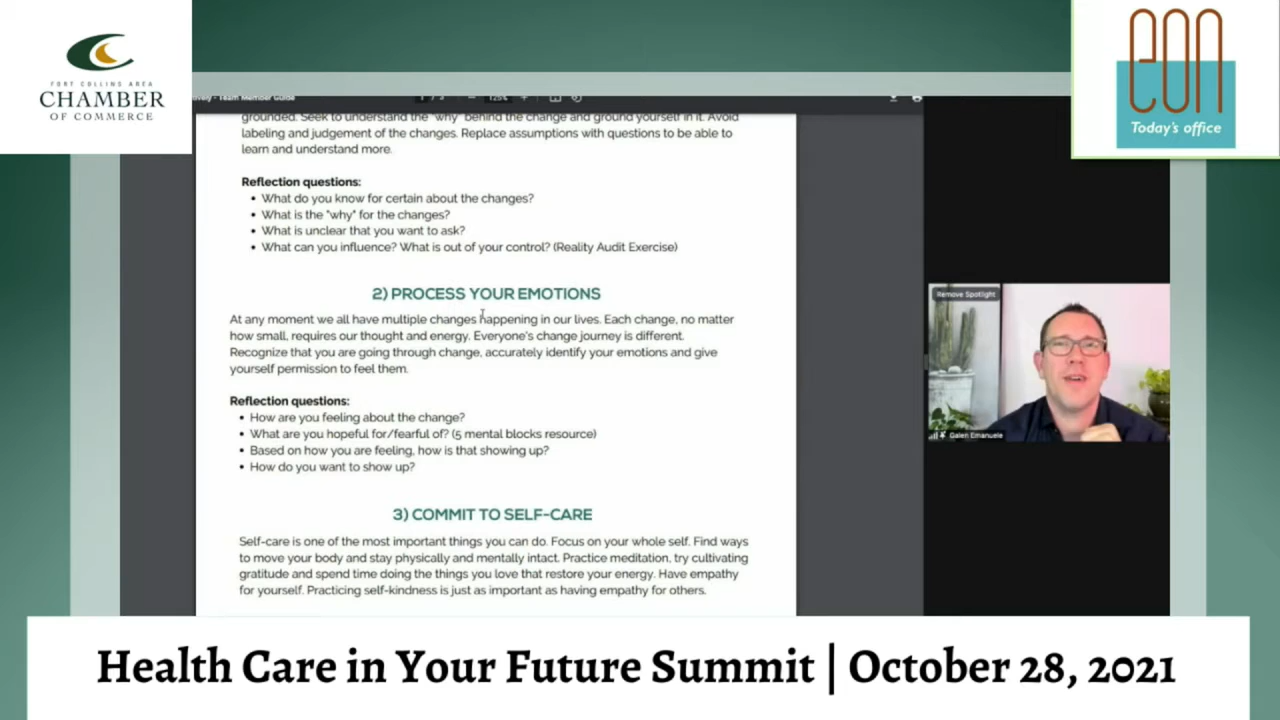 FORT COLLINS AREA
CHAMBER
OF COMMERCE
eon
Today's office
Team Member Guide
125%
grounded. Seek to understand the "why" behind the change and ground yourself in it. Avoid
labeling and judgement of the changes. Replace assumptions with questions to be able to
learn and understand more.
Reflection questions:
• What do you know for certain about the changes?
• What is the "why" for the changes?
• What is unclear that you want to ask?
• What can you influence? What is out of your control? (Reality Audit Exercise)
2) PROCESS YOUR EMOTIONS
At any moment we all have multiple changes happening in our lives. Each change, no matter
how small, requires our thought and energy. Everyone's change journey is different.
Recognize that you are going through change, accurately identify your emotions and give
yourself permission to feel them.
Reflection questions:
• How are you feeling about the change?
• What are you hopeful for/fearful of? (5 mental blocks resource)
• Based on how you are feeling, how is that showing up?
• How do you want to show up?
3) COMMIT TO SELF-CARE
Self-care is one of the most important things you can do. Focus on your whole self. Find ways
to move your body and stay physically and mentally intact. Practice meditation, try cultivating
gratitude and spend time doing the things you love that restore your energy. Have empathy
for yourself. Practicing self-kindness is just as important as having empathy for others.
Remove Spotlight
Galen Emanuele
Health Care in Your Future Summit | October 28, 2021